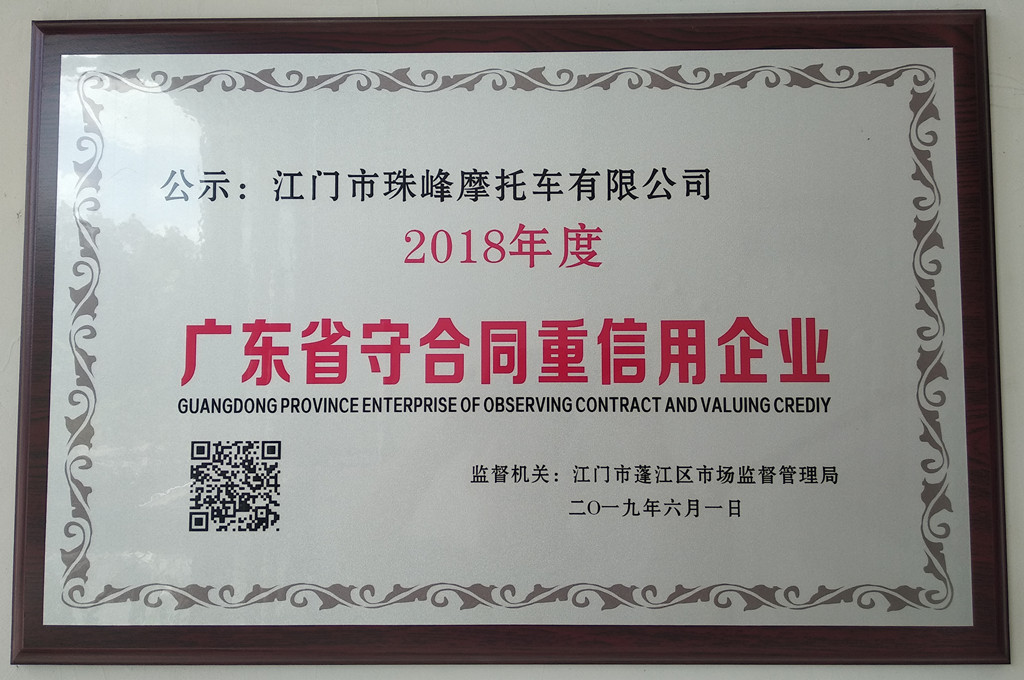 公示：江门市珠峰摩托车有限公司
2018年度
广东省守合同重信用企业
GUANGDONG PROVINCE ENTERPRISE OF OBSERVING CONTRACT AND VALUING CREDIY
监督机关：江门市蓬江区市场监督管理局
二O一九年六月一日